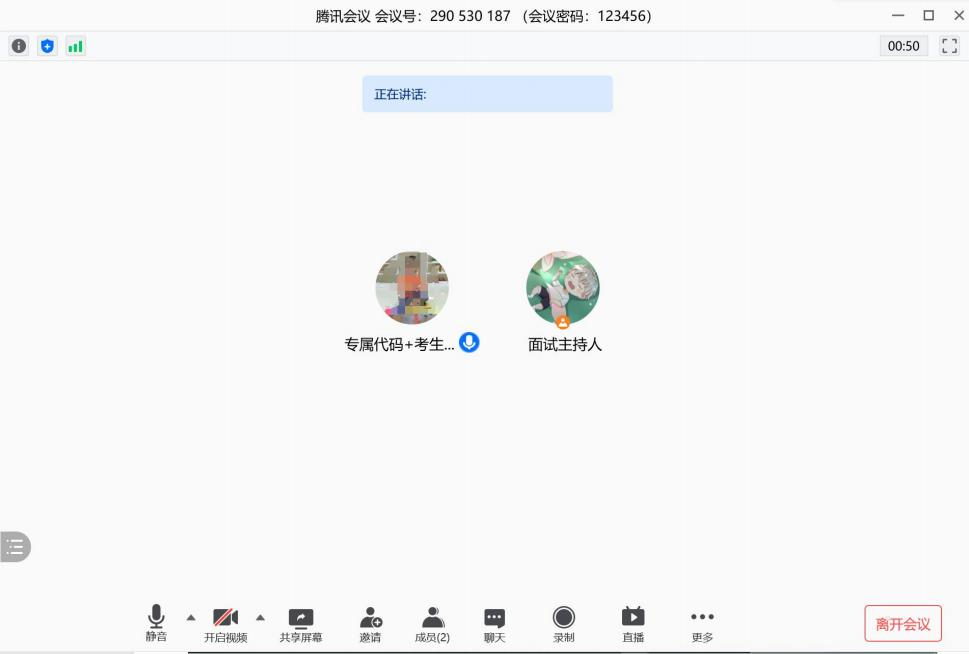 腾讯会议 会议号：290 530 187 （会议密码：123456）
00:50
正在讲话:
专属代码+考生...
面试主持人
静音
开启视频
共享屏幕
邀请
成员(2)
聊天
录制
直播
更多
离开会议